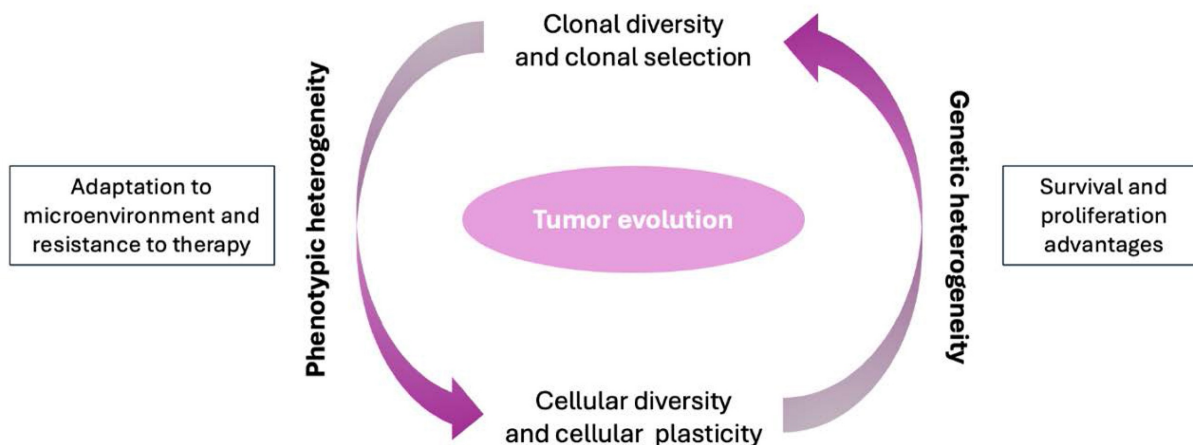 Clonal diversity
and clonal selection
Phenotypic heterogeneity
Genetic heterogeneity
Adaptation to
microenvironment and
resistance to therapy
Tumor evolution
Survival and
proliferation
advantages
Cellular diversity
and cellular plasticity